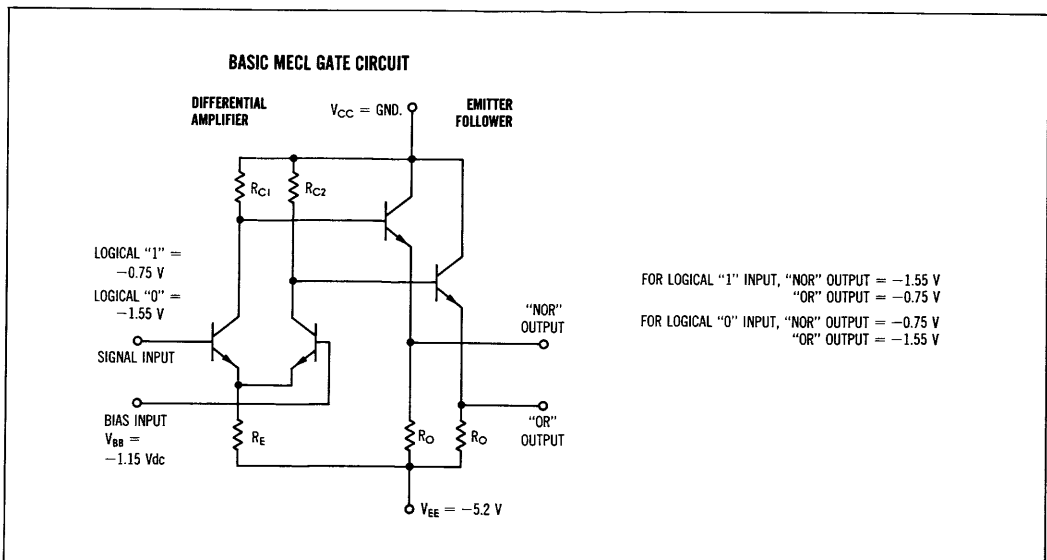 BASIC MECL GATE CIRCUIT
DIFFERENTIAL
AMPLIFIER
VCC = GND.
EMITTER
FOLLOWER
RC1
RC2
LOGICAL “1” =
−0.75 V
LOGICAL “0” =
−1.55 V
SIGNAL INPUT
BIAS INPUT
VBB =
−1.15 Vdc
RE
RO
RO
“NOR”
OUTPUT
“OR”
OUTPUT
VEE = −5.2 V
FOR LOGICAL “1” INPUT, “NOR” OUTPUT = −1.55 V
“OR” OUTPUT = −0.75 V
FOR LOGICAL “0” INPUT, “NOR” OUTPUT = −0.75 V
“OR” OUTPUT = −1.55 V